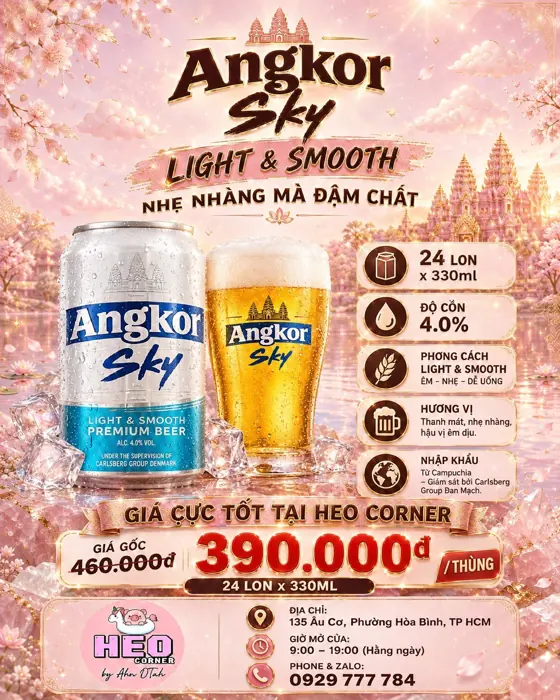 Angkor
Sky
LIGHT & SMOOTH
NHẸ NHÀNG MÀ ĐẬM CHẤT
24 LON
x 330ml
ĐỘ CỒN
4.0%
PHONG CÁCH
LIGHT & SMOOTH
ÊM - NHẸ - DỄ UỐNG
HƯƠNG VỊ
Thanh mát, nhẹ nhàng,
hậu vị êm dịu.
NHẬP KHẨU
Từ Campuchia
– Giám sát bởi Carlsberg
Group Đan Mạch.
Angkor
Sky
LIGHT & SMOOTH
PREMIUM BEER
ALC. 4.0% VOL.
UNDER THE SUPERVISION OF
CARLSBERG GROUP DENMARK
Angkor
Sky
GIÁ CỰC TỐT TẠI HEO CORNER
GIÁ GỐC
460.000đ
390.000đ
/THÙNG
24 LON x 330ML
HEO
CORNER
by Ahn OTah
ĐỊA CHỈ:
135 Âu Cơ, Phường Hòa Bình, TP HCM
GIỜ MỞ CỬA:
9:00 – 19:00 (Hằng ngày)
PHONE & ZALO:
0929 777 784